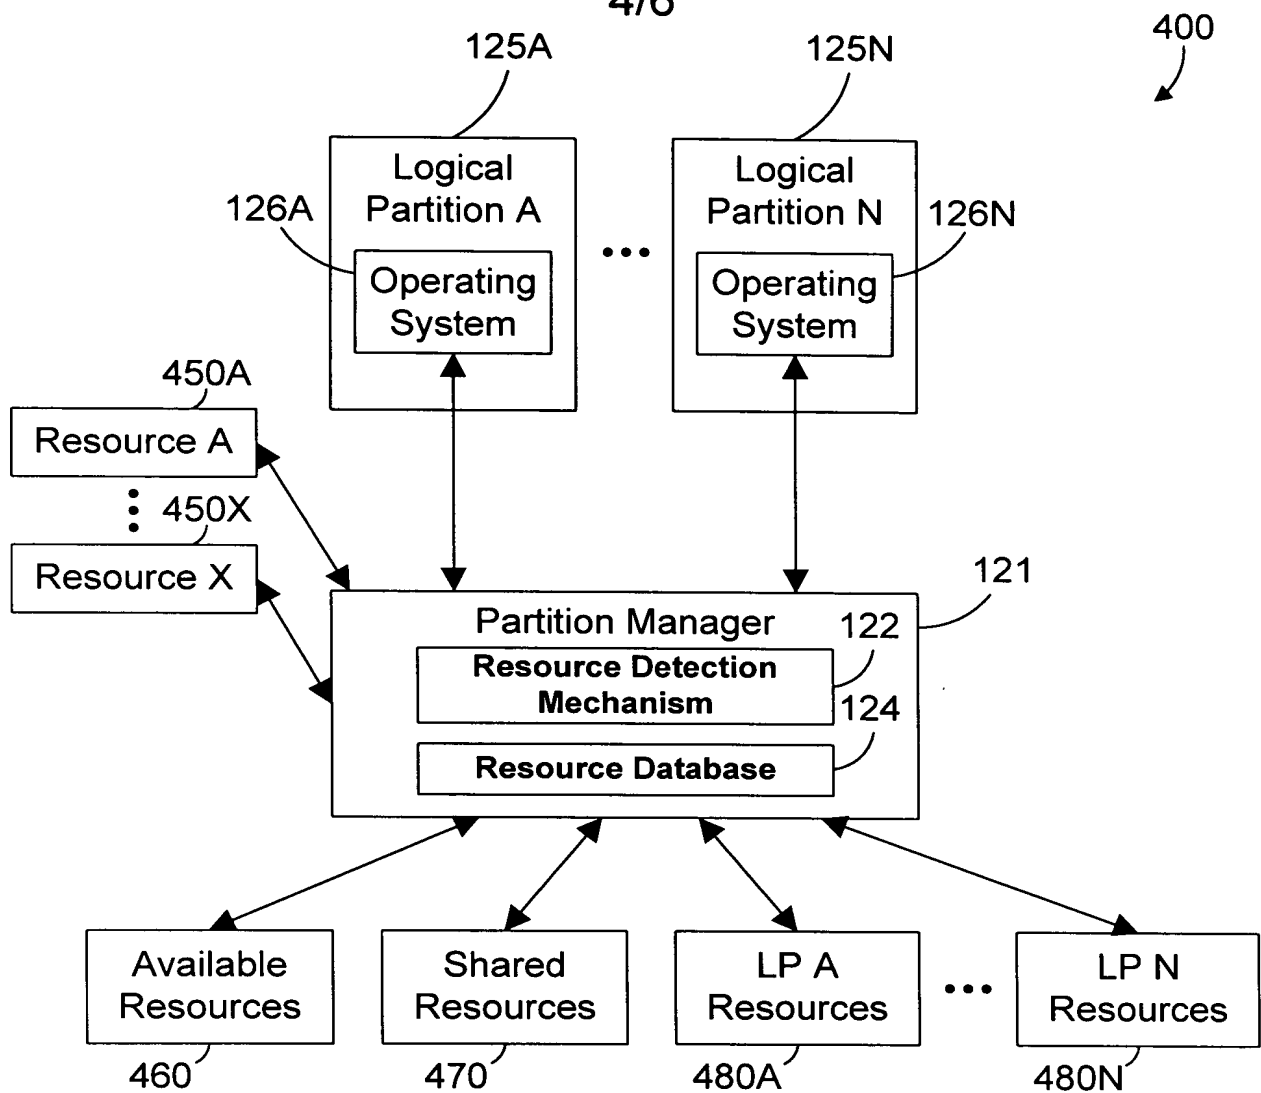 4/6
400
125A
125N
Logical
Partition A
Logical
Partition N
126A
126N
Operating
System
Operating
System
450A
Resource A
450X
Resource X
121
Partition Manager
122
Resource Detection
Mechanism
124
Resource Database
Available
Resources
Shared
Resources
LP A
Resources
LP N
Resources
460
470
480A
480N